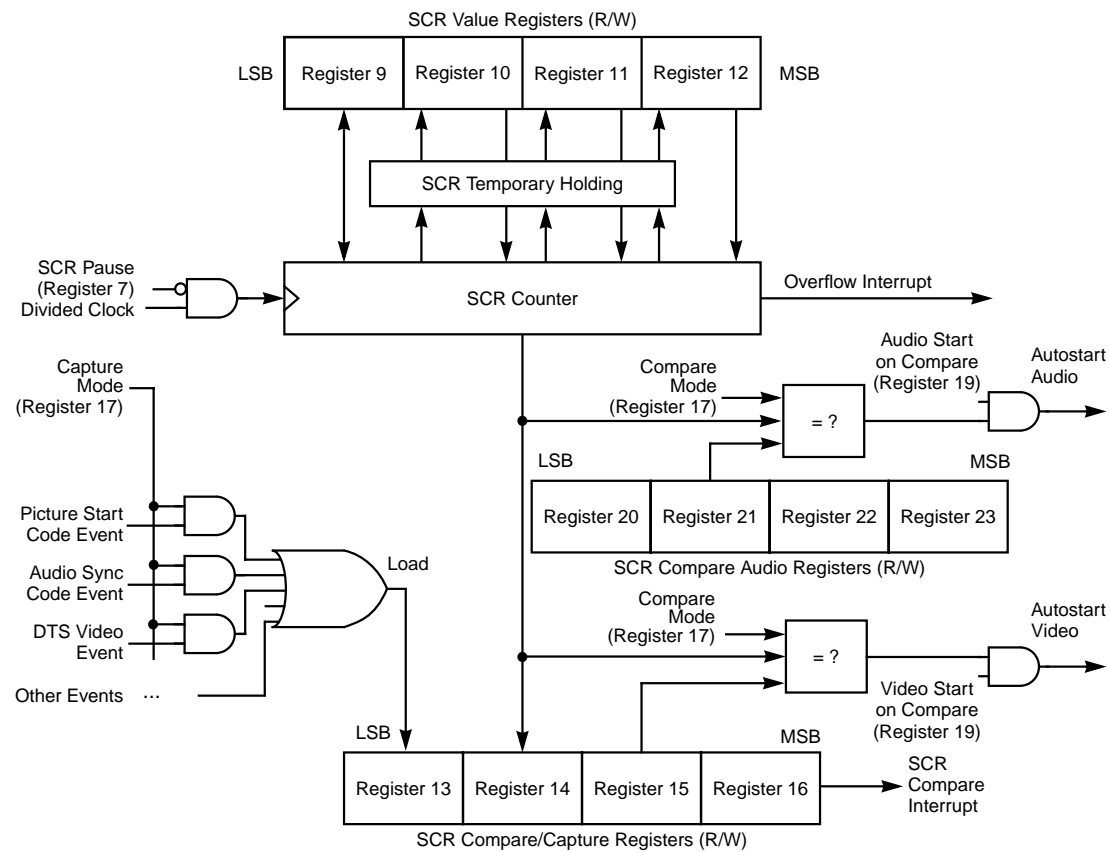 SCR Value Registers (R/W)
LSB
Register 9
Register 10
Register 11
Register 12
MSB
SCR Temporary Holding
SCR Pause
(Register 7)
Divided Clock
SCR Counter
Overflow Interrupt
Capture
Mode
(Register 17)
Compare
Mode
(Register 17)
= ?
Audio Start
on Compare
(Register 19)
Autostart
Audio
LSB
MSB
Register 20
Register 21
Register 22
Register 23
SCR Compare Audio Registers (R/W)
Picture Start
Code Event
Audio Sync
Code Event
DTS Video
Event
Other Events ...
Load
Compare
Mode
(Register 17)
= ?
Autostart
Video
Video Start
on Compare
(Register 19)
LSB
MSB
Register 13
Register 14
Register 15
Register 16
SCR
Compare
Interrupt
SCR Compare/Capture Registers (R/W)